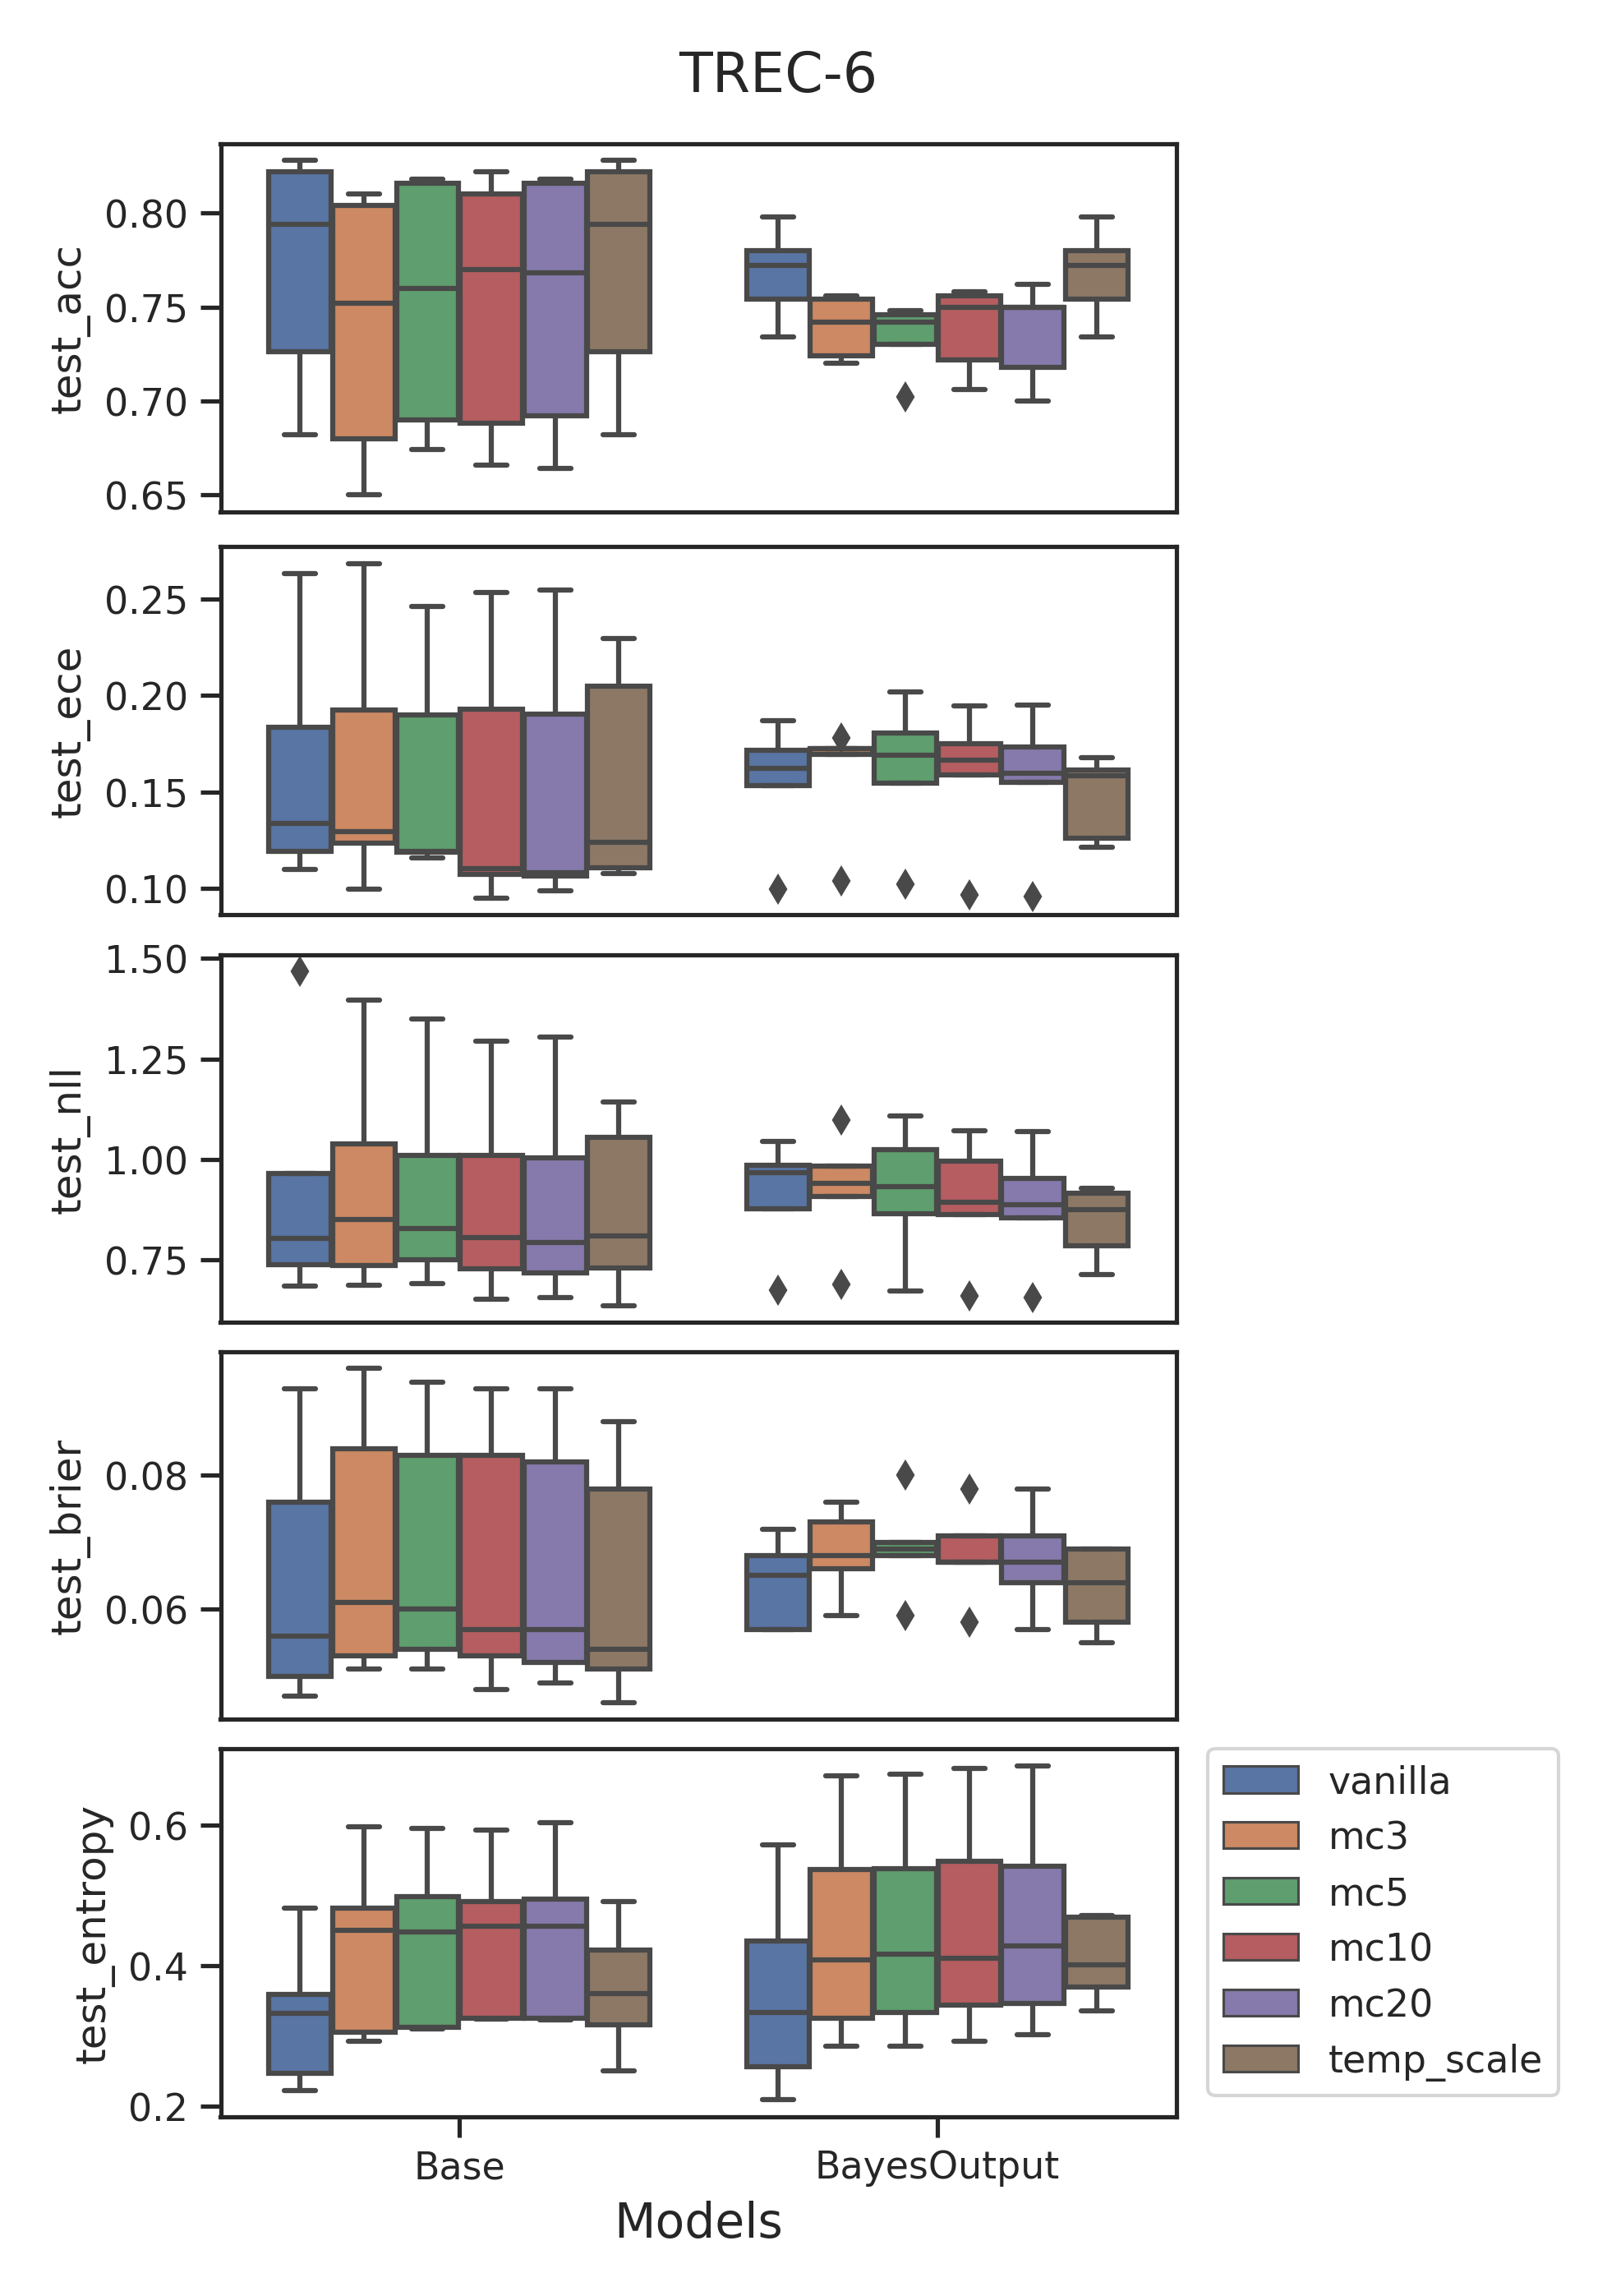 TREC-6
test_acc
0.80
0.75
0.70
0.65
test_ece
0.25
0.20
0.15
0.10
test_nll
1.50
1.25
1.00
0.75
test_brier
0.08
0.06
test_entropy
0.6
0.4
0.2
vanilla
mc3
mc5
mc10
mc20
temp_scale
Base
BayesOutput
Models